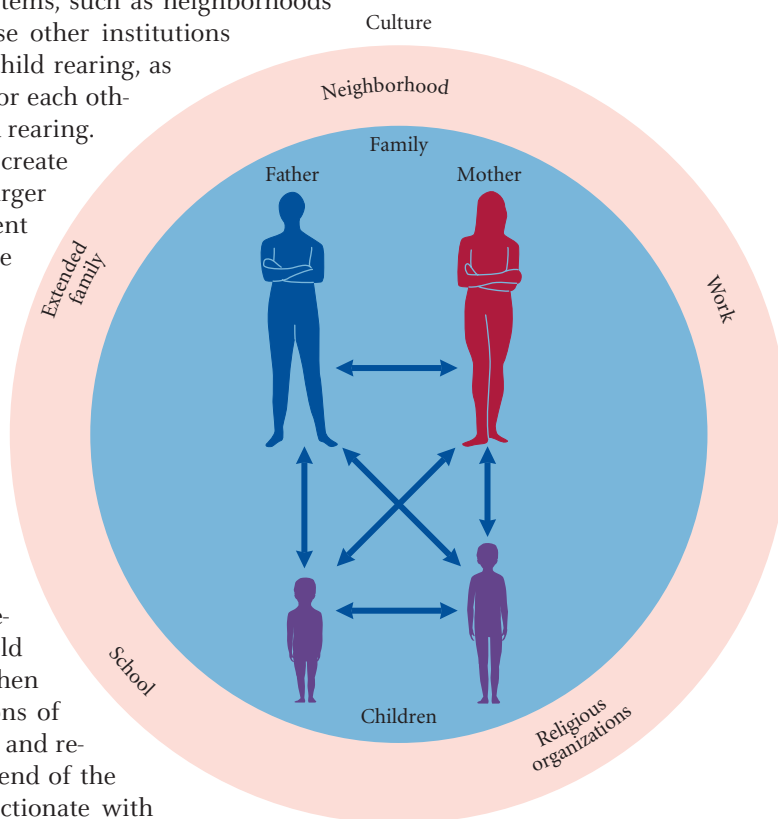 tems, such as neighborhoods
se other institutions
hild rearing, as
or each oth-
rearing.
create
arger
ent
e
e-
ld
hen
ons of
and re-
end of the
ctionate with
Culture
Neighborhood
Family
Father
Mother
Extended
family
Work
School
Children
Religious
organizations